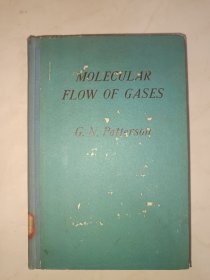 MOLECULAR
FLOW OF GASES
G. N. Patterson